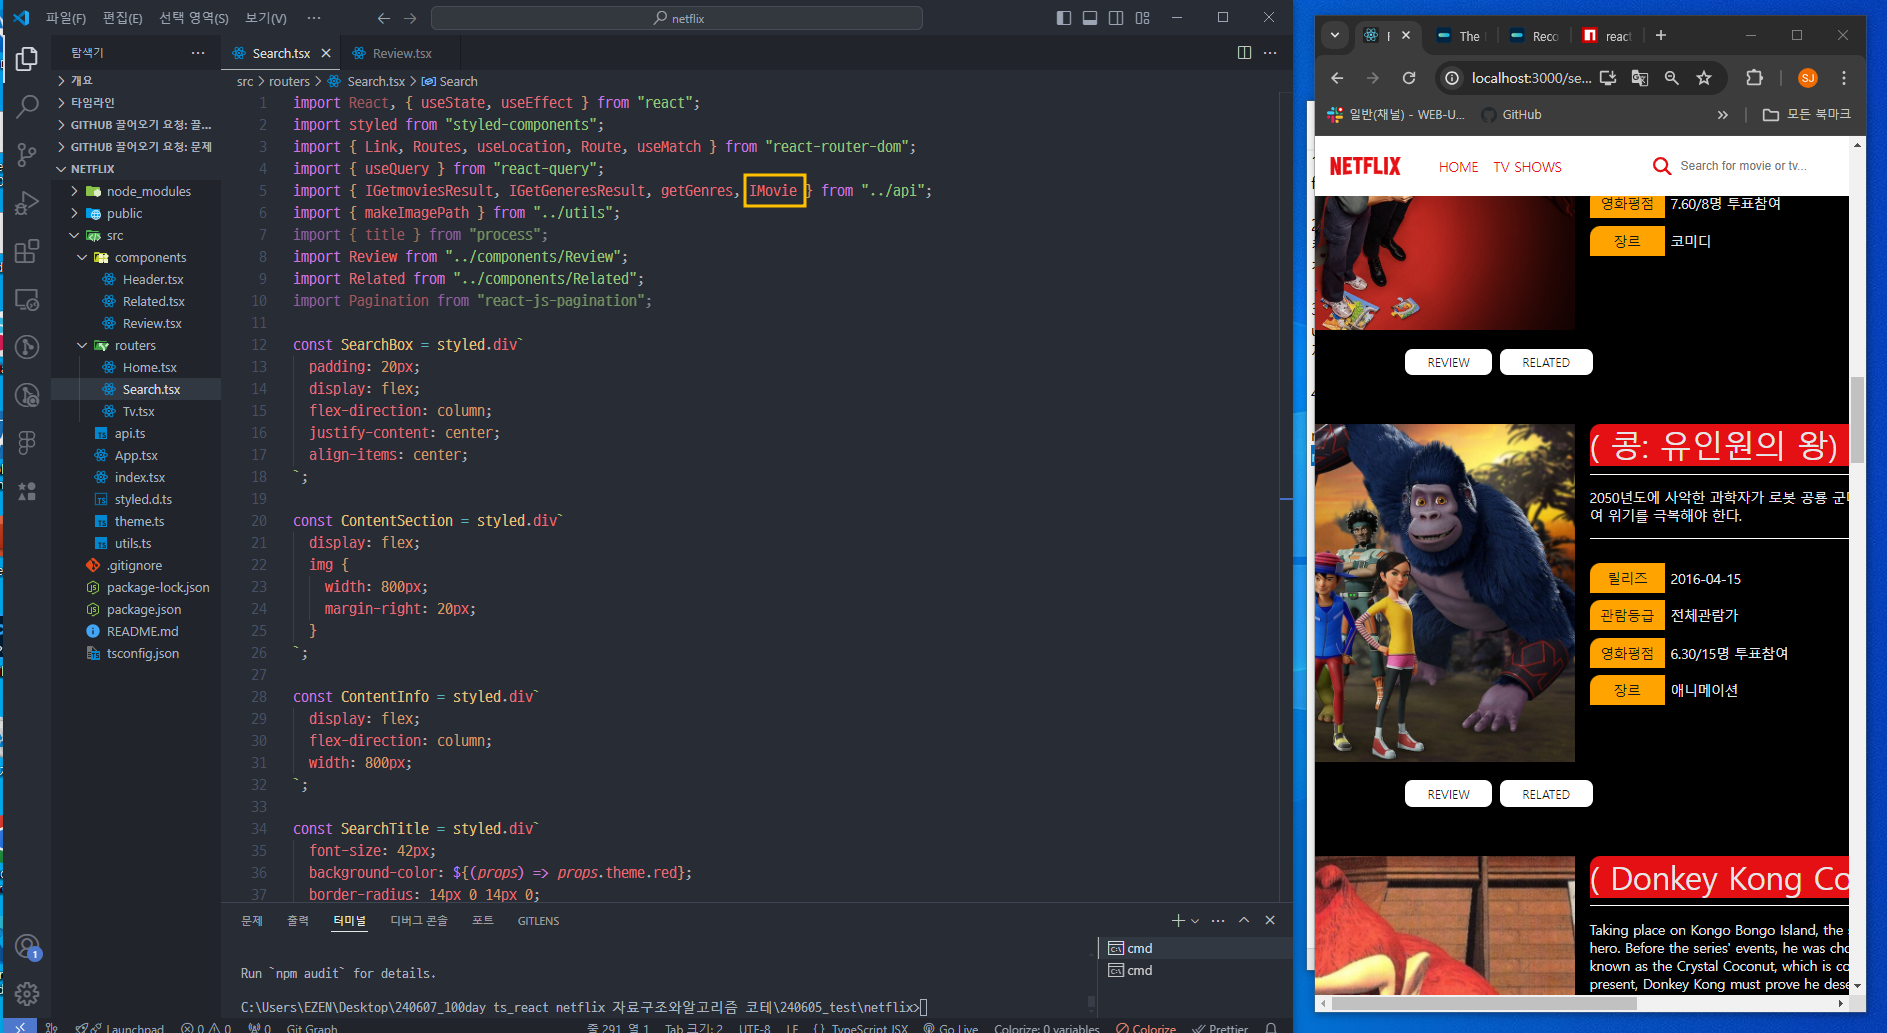 파일(F) 편집(E) 선택 영역(S) 보기(V) ··· netflix
탐색기 ···
개요
타임라인
GITHUB 끌어오기 요청: 끌...
GITHUB 끌어오기 요청: 문제
NETFLIX
node_modules
public
src
components
Header.tsx
Related.tsx
Review.tsx
routers
Home.tsx
Search.tsx
Tv.tsx
api.ts
App.tsx
index.tsx
styled.d.ts
theme.ts
utils.ts
.gitignore
package-lock.json
package.json
README.md
tsconfig.json
1
Search.tsx Review.tsx
src > routers > Search.tsx > Search
1 import React, { useState, useEffect } from "react";
2 import styled from "styled-components";
3 import { Link, Routes, useLocation, Route, useMatch } from "react-router-dom";
4 import { useQuery } from "react-query";
5 import { IGetmoviesResult, IGetGeneresResult, getGenres, IMovie } from "../api";
6 import { makeImagePath } from "../utils";
7 import { title } from "process";
8 import Review from "../components/Review";
9 import Related from "../components/Related";
10 import Pagination from "react-js-pagination";
11
12 const SearchBox = styled.div`
13 padding: 20px;
14 display: flex;
15 flex-direction: column;
16 justify-content: center;
17 align-items: center;
18 `;
19
20 const ContentSection = styled.div`
21 display: flex;
22 img {
23 width: 800px;
24 margin-right: 20px;
25 }
26 `;
27
28 const ContentInfo = styled.div`
29 display: flex;
30 flex-direction: column;
31 width: 800px;
32 `;
33
34 const SearchTitle = styled.div`
35 font-size: 42px;
36 background-color: ${(props) => props.theme.red};
37 border-radius: 14px 0 14px 0;
문제 출력 터미널 디버그 콘솔 포트 GITLENS
cmd
cmd
Run `npm audit` for details.
C:\Users\EZEN\Desktop\240607_100day ts_react netflix 자료구조와알고리즘 코테\240605_test\netflix>
Launchpad 0 0 0 Git Graph 줄 291, 열 1 Tab 크기: 2 UTF-8 LF {} TypeScript JSX Go Live Colorize: 0 variables Colorize Prettier
The Reco react
localhost:3000/se... SJ
일반(채널) - WEB-U... GitHub 모든 북마크
NETFLIX HOME TV SHOWS Search for movie or tv...
영화평점 7.60/8명 투표참여
장르 코미디
REVIEW RELATED
( 콩: 유인원의 왕)
2050년도에 사악한 과학자가 로봇 공룡
여 위기를 극복해야 한다.
릴리즈 2016-04-15
관람등급 전체관람가
영화평점 6.30/15명 투표참여
장르 애니메이션
REVIEW RELATED
( Donkey Kong Co
Taking place on Kongo Bongo Island, the
hero. Before the series' events, he was cho
known as the Crystal Coconut, which is co
present, Donkey Kong must prove he dese